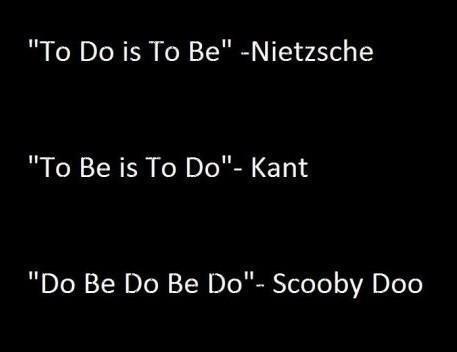 "To Do is To Be" -Nietzsche
"To Be is To Do"- Kant
"Do Be Do Be Do"- Scooby Doo